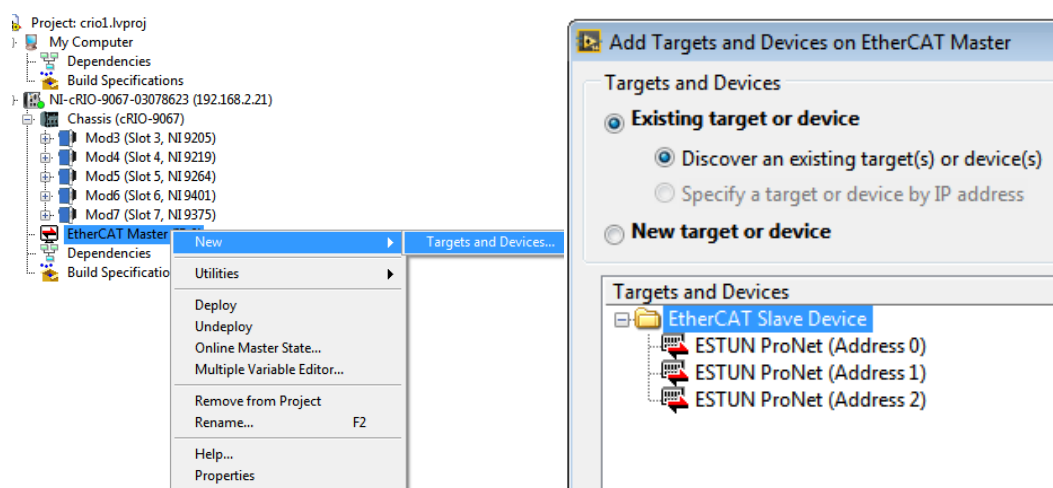 Project: crio1.lvproj
My Computer
Dependencies
Build Specifications
NI-cRIO-9067-03078623 (192.168.2.21)
Chassis (cRIO-9067)
Mod3 (Slot 3, NI 9205)
Mod4 (Slot 4, NI 9219)
Mod5 (Slot 5, NI 9264)
Mod6 (Slot 6, NI 9401)
Mod7 (Slot 7, NI 9375)
EtherCAT Master
Dependencies
Build Specificatio
New
Targets and Devices...
Utilities
Deploy
Undeploy
Online Master State...
Multiple Variable Editor...
Remove from Project
Rename... F2
Help...
Properties
Add Targets and Devices on EtherCAT Master
Targets and Devices
Existing target or device
Discover an existing target(s) or device(s)
Specify a target or device by IP address
New target or device
Targets and Devices
EtherCAT Slave Device
ESTUN ProNet (Address 0)
ESTUN ProNet (Address 1)
ESTUN ProNet (Address 2)